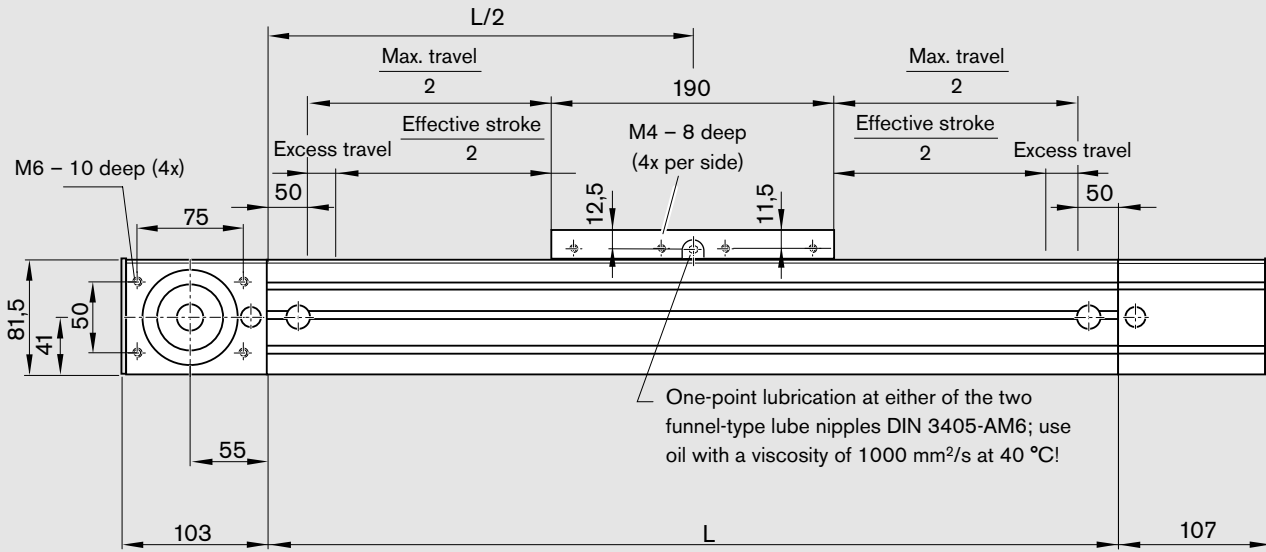 L/2
Max. travel
2
190
Max. travel
2
Effective stroke
2
M4 – 8 deep
(4x per side)
Effective stroke
2
Excess travel
Excess travel
M6 – 10 deep (4x)
50
12,5
11,5
50
75
81,5
41
50
One-point lubrication at either of the two
funnel-type lube nipples DIN 3405-AM6; use
oil with a viscosity of 1000 mm²/s at 40 °C!
55
103
L
107